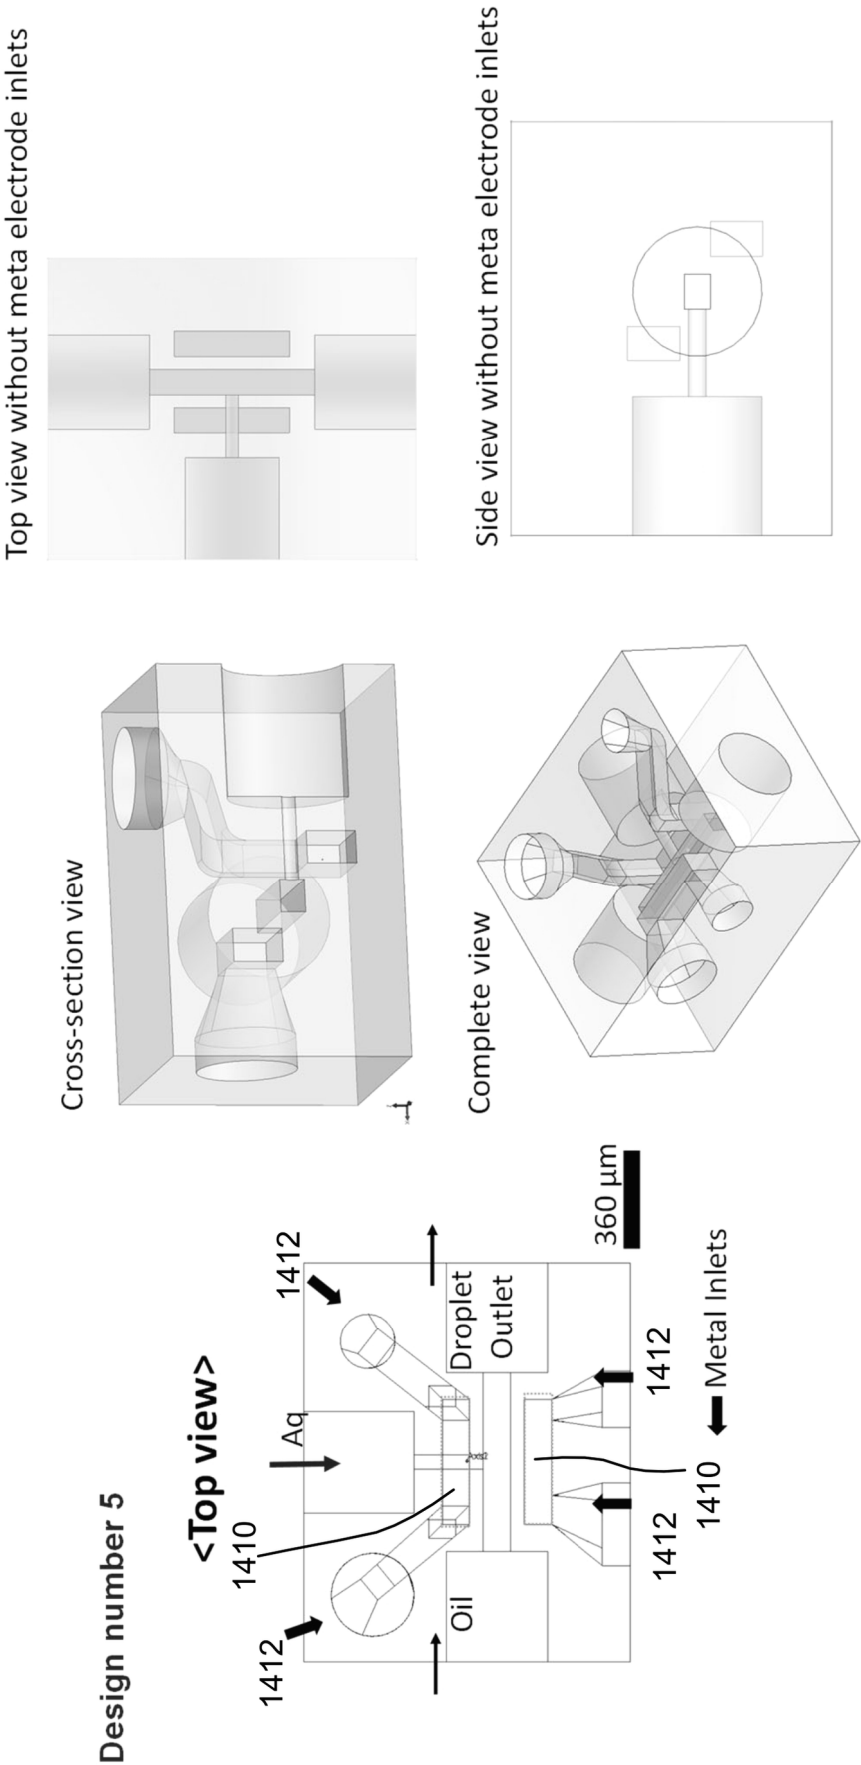 Design number 5
<Top view>
1412
1410
1412
Aq
Oil
Droplet
Outlet
1412
1410
1412
Metal Inlets
360 µm
Cross-section view
Complete view
Top view without meta electrode inlets
Side view without meta electrode inlets